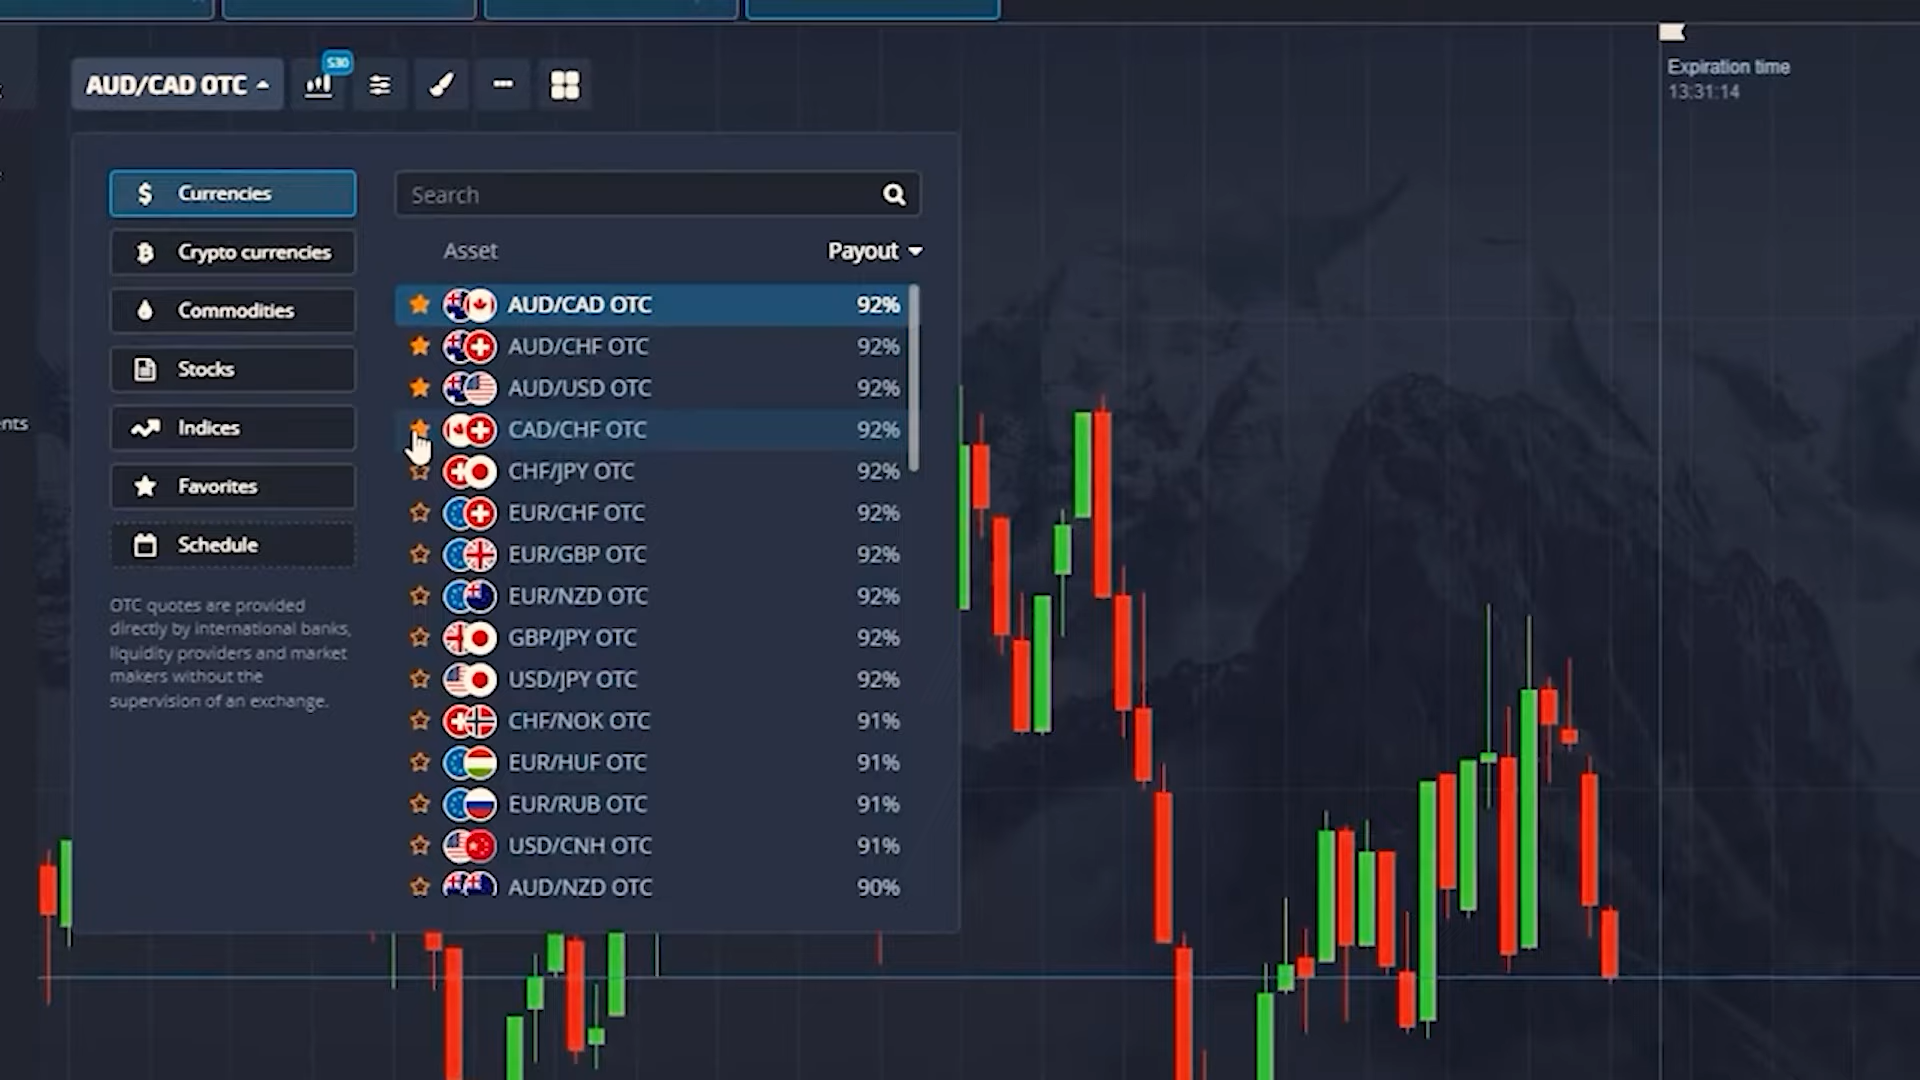 S30
AUD/CAD OTC
Expiration time
13:31:14
Currencies
Search
Crypto currencies
Asset
Payout
Commodities
AUD/CAD OTC 92%
AUD/CHF OTC 92%
Stocks
AUD/USD OTC 92%
Indices
CAD/CHF OTC 92%
nts
CHF/JPY OTC 92%
Favorites
EUR/CHF OTC 92%
Schedule
EUR/GBP OTC 92%
EUR/NZD OTC 92%
GBP/JPY OTC 92%
USD/JPY OTC 92%
CHF/NOK OTC 91%
EUR/HUF OTC 91%
EUR/RUB OTC 91%
USD/CNH OTC 91%
AUD/NZD OTC 90%
OTC quotes are provided
directly by international banks,
liquidity providers and market
makers without the
supervision of an exchange.